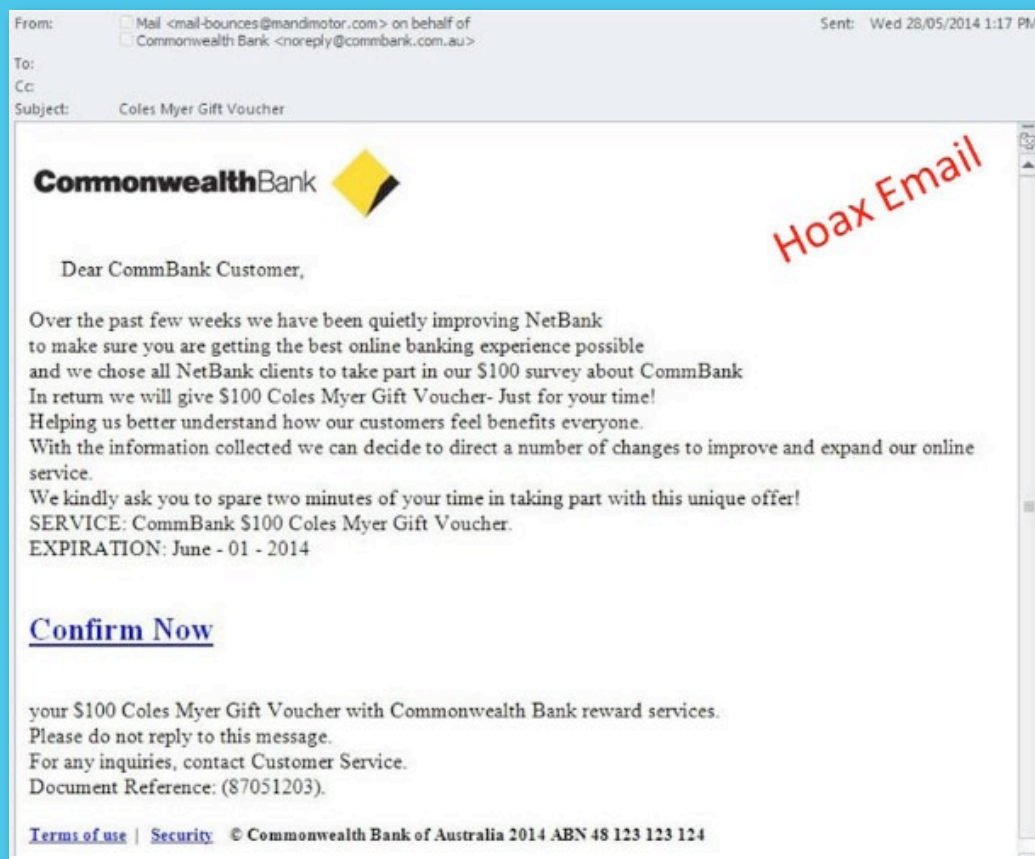 From: Mail <mail-bounces@mandimotor.com> on behalf of Sent: Wed 28/05/2014 1:17 PM
Commonwealth Bank <noreply@commbank.com.au>
To:
Cc:
Subject: Coles Myer Gift Voucher
CommonwealthBank
Hoax Email
Dear CommBank Customer,
Over the past few weeks we have been quietly improving NetBank
to make sure you are getting the best online banking experience possible
and we chose all NetBank clients to take part in our $100 survey about CommBank
In return we will give $100 Coles Myer Gift Voucher- Just for your time!
Helping us better understand how our customers feel benefits everyone.
With the information collected we can decide to direct a number of changes to improve and expand our online
service.
We kindly ask you to spare two minutes of your time in taking part with this unique offer!
SERVICE: CommBank $100 Coles Myer Gift Voucher.
EXPIRATION: June - 01 - 2014
Confirm Now
your $100 Coles Myer Gift Voucher with Commonwealth Bank reward services.
Please do not reply to this message.
For any inquiries, contact Customer Service.
Document Reference: (87051203).
Terms of use | Security © Commonwealth Bank of Australia 2014 ABN 48 123 123 124